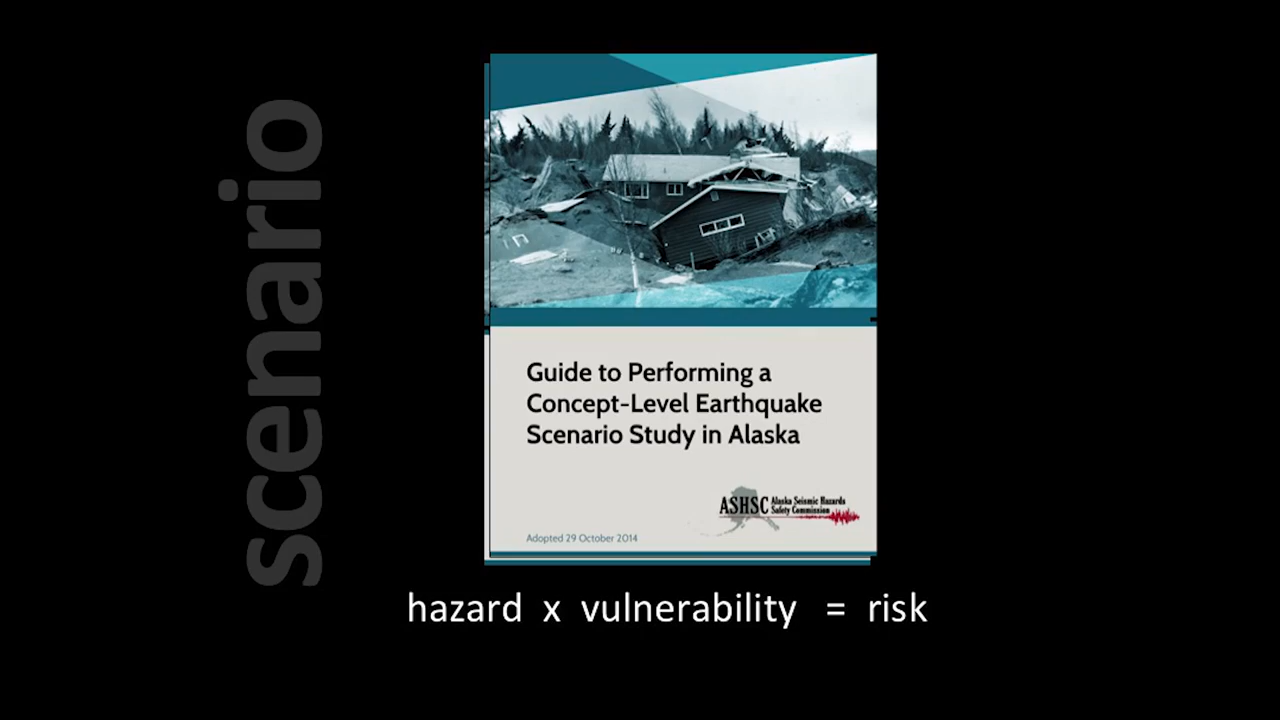 scenario
Guide to Performing a
Concept-Level Earthquake
Scenario Study in Alaska
ASHSC
Alaska Seismic Hazards
Safety Commission
Adopted 29 October 2014
hazard x vulnerability = risk